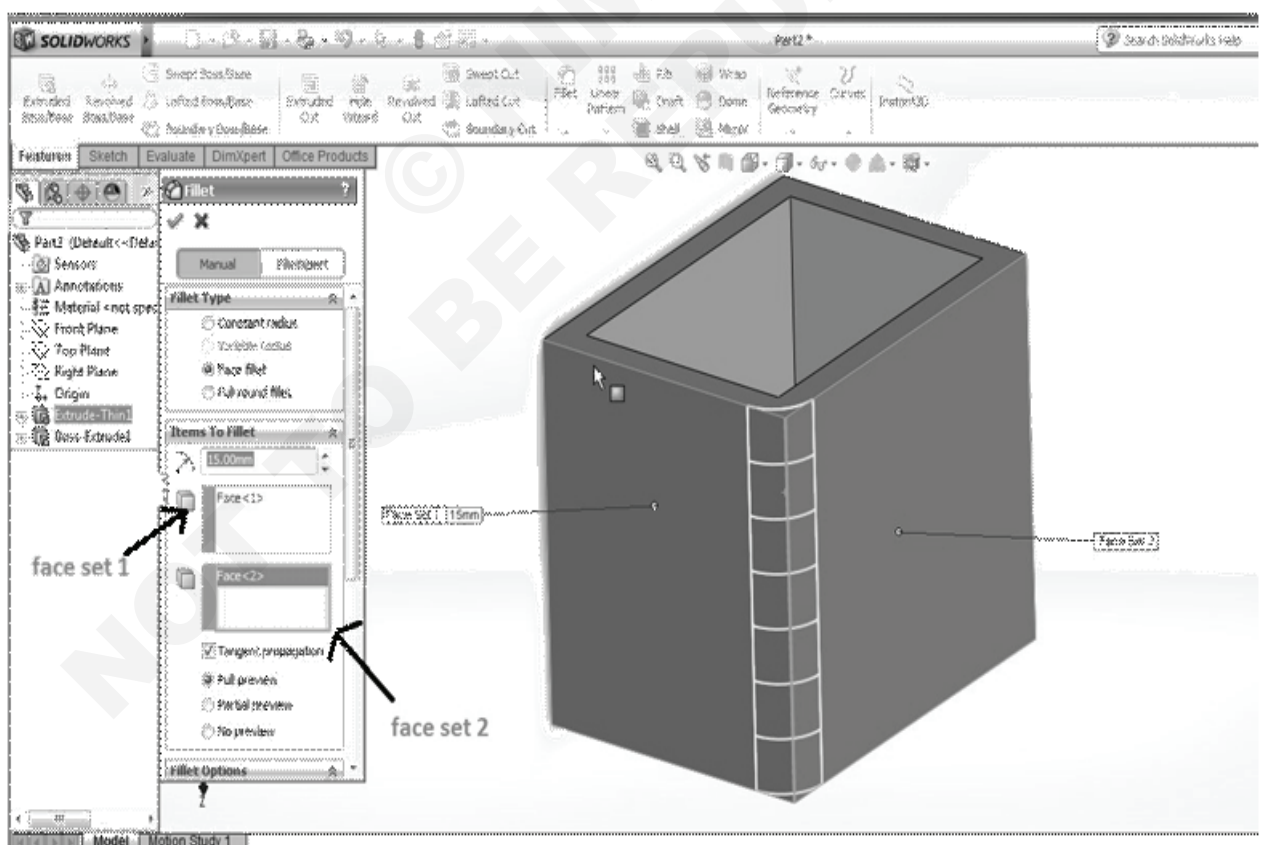 SOLIDWORKS
Part2 *
Search SolidWorks Help
Extruded Boss/Base
Revolved Boss/Base
Swept Boss/Base
Lofted Boss/Base
Boundary Boss/Base
Extruded Cut
Hole Wizard
Revolved Cut
Swept Cut
Lofted Cut
Boundary Cut
Fillet
Linear Pattern
Rib
Draft
Shell
Wrap
Dome
Mirror
Reference Geometry
Curves
Instant3D
Features
Sketch
Evaluate
DimXpert
Office Products
Fillet
?
Manual
FilletXpert
Part2 (Default<<Defau
Sensors
Annotations
Material <not spec
Front Plane
Top Plane
Right Plane
Origin
Extrude-Thin1
Boss-Extrude1
Fillet Type
Constant radius
Variable radius
Face fillet
Full round fillet
Items To Fillet
15.00mm
Face<1>
Face<2>
Tangent propagation
Full preview
Partial preview
No preview
Fillet Options
face set 1
face set 2
Face Set 1
15mm
Face Set 2
Model
Motion Study 1
©
NOT TO BE